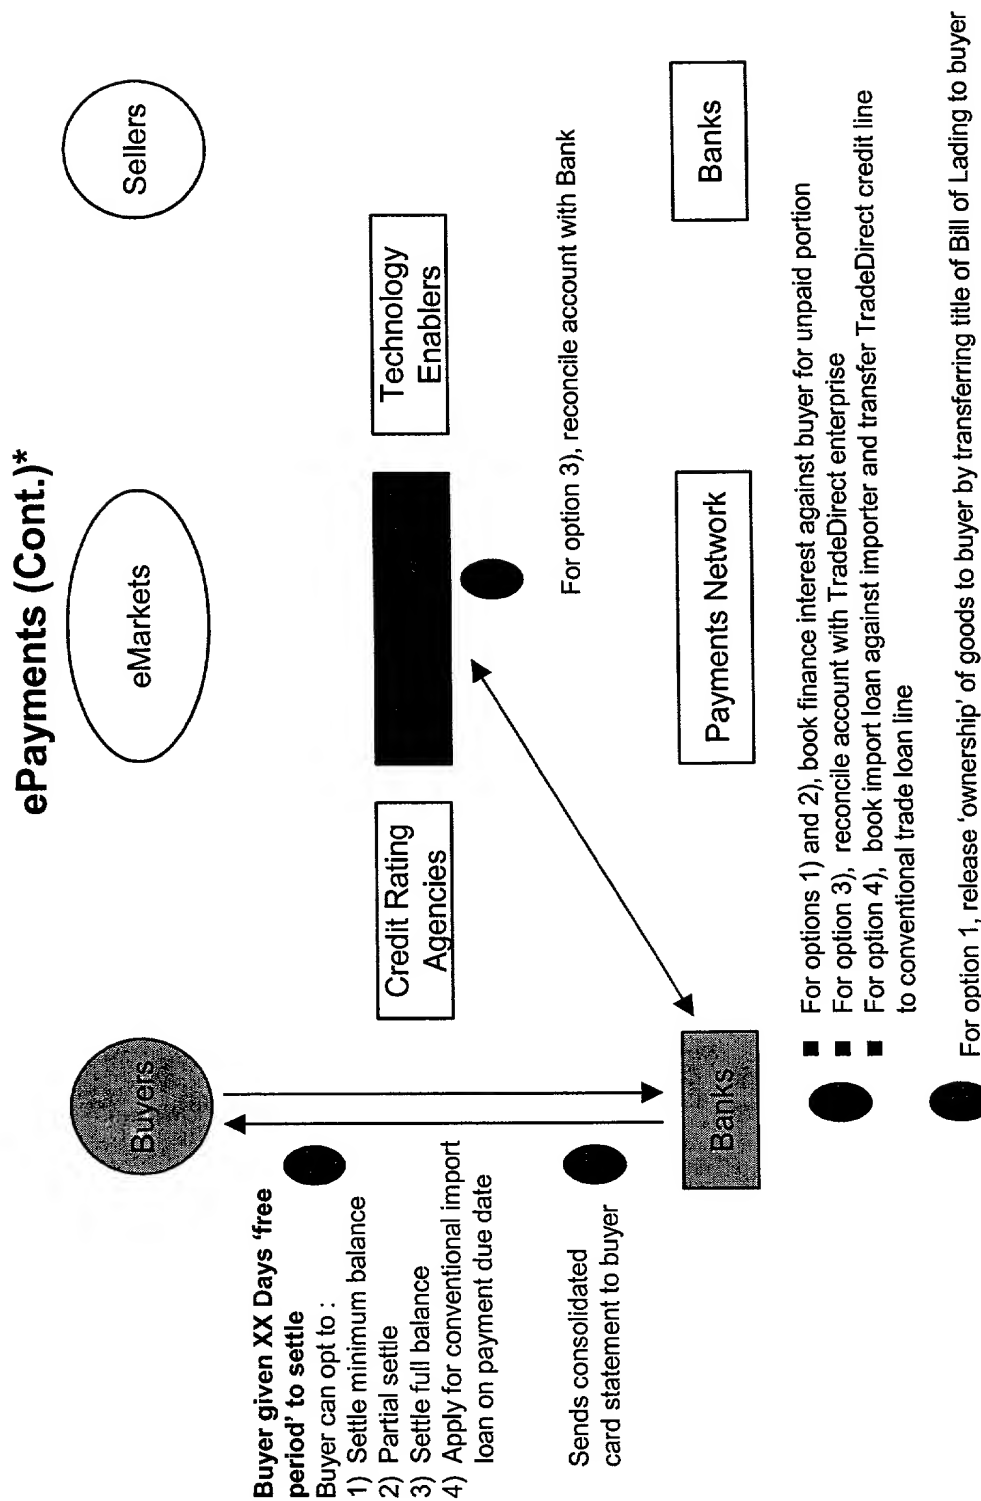 ePayments (Cont.)*
Buyers
eMarkets
Sellers
Buyer given XX Days ‘free
period’ to settle
Buyer can opt to :
1) Settle minimum balance
2) Partial settle
3) Settle full balance
4) Apply for conventional import
loan on payment due date
Credit Rating
Agencies
Technology
Enablers
For option 3), reconcile account with Bank
Sends consolidated
card statement to buyer
Banks
Payments Network
Banks
■ For options 1) and 2), book finance interest against buyer for unpaid portion
■ For option 3), reconcile account with TradeDirect enterprise
■ For option 4), book import loan against importer and transfer TradeDirect credit line
to conventional trade loan line
For option 1, release ‘ownership’ of goods to buyer by transferring title of Bill of Lading to buyer